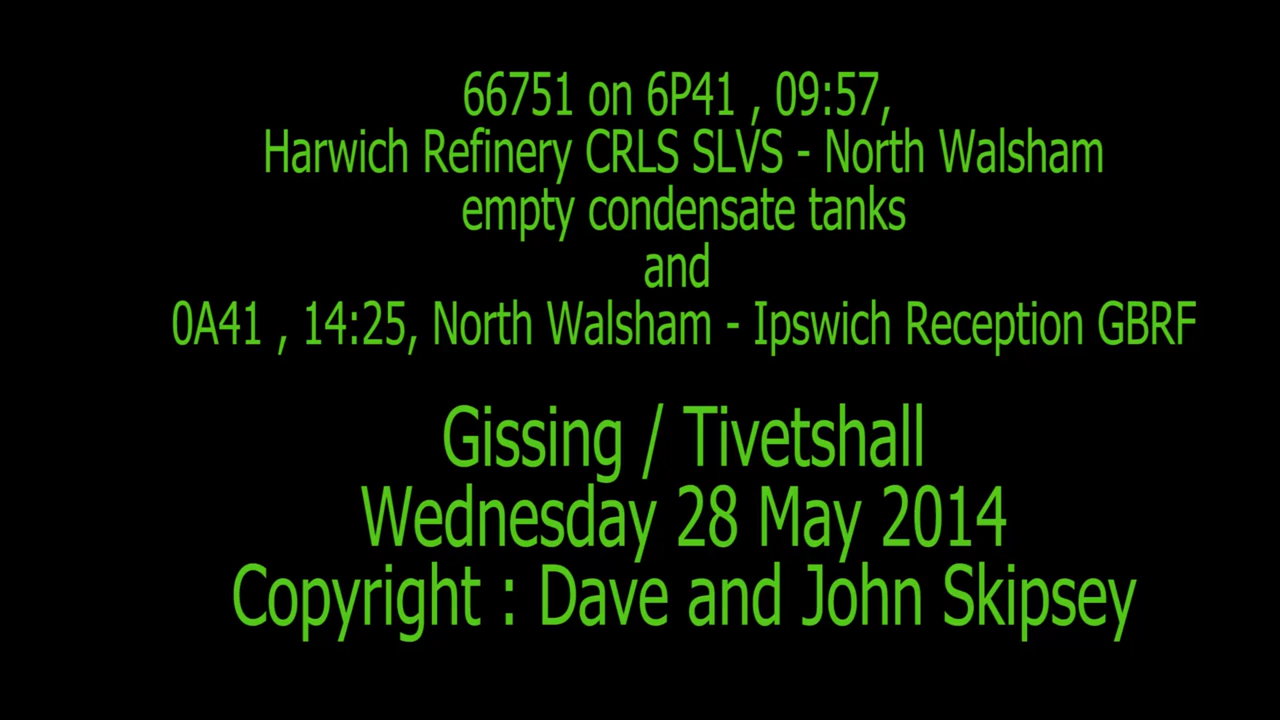 66751 on 6P41 , 09:57,
Harwich Refinery CRLS SLVS - North Walsham
empty condensate tanks
and
0A41 , 14:25, North Walsham - Ipswich Reception GBRF
Gissing / Tivetshall
Wednesday 28 May 2014
Copyright : Dave and John Skipsey